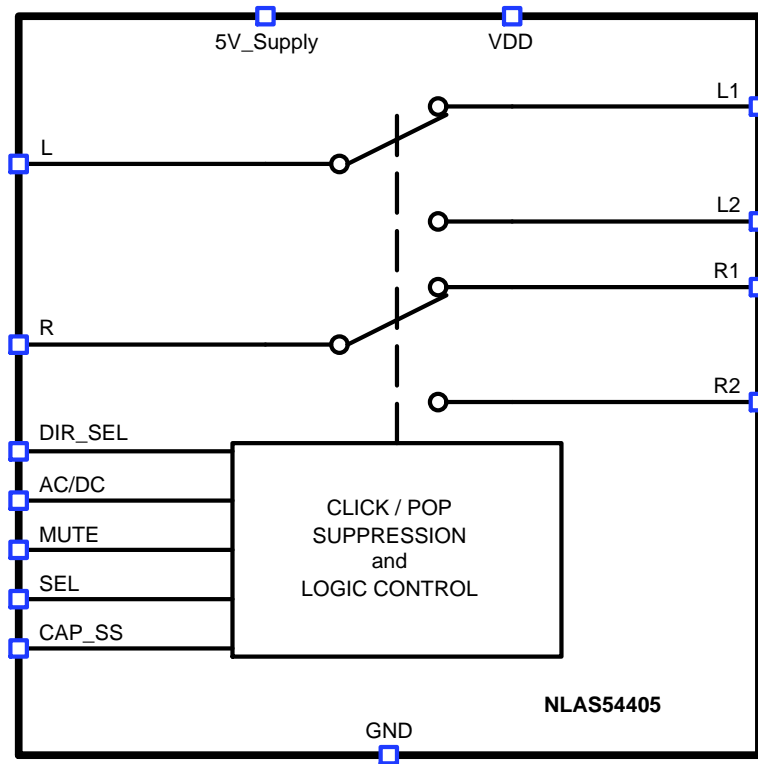 5V_Supply
VDD
L
L1
L2
R1
R
R2
DIR_SEL
AC/DC
MUTE
SEL
CAP_SS
CLICK / POP
SUPPRESSION
and
LOGIC CONTROL
NLAS54405
GND